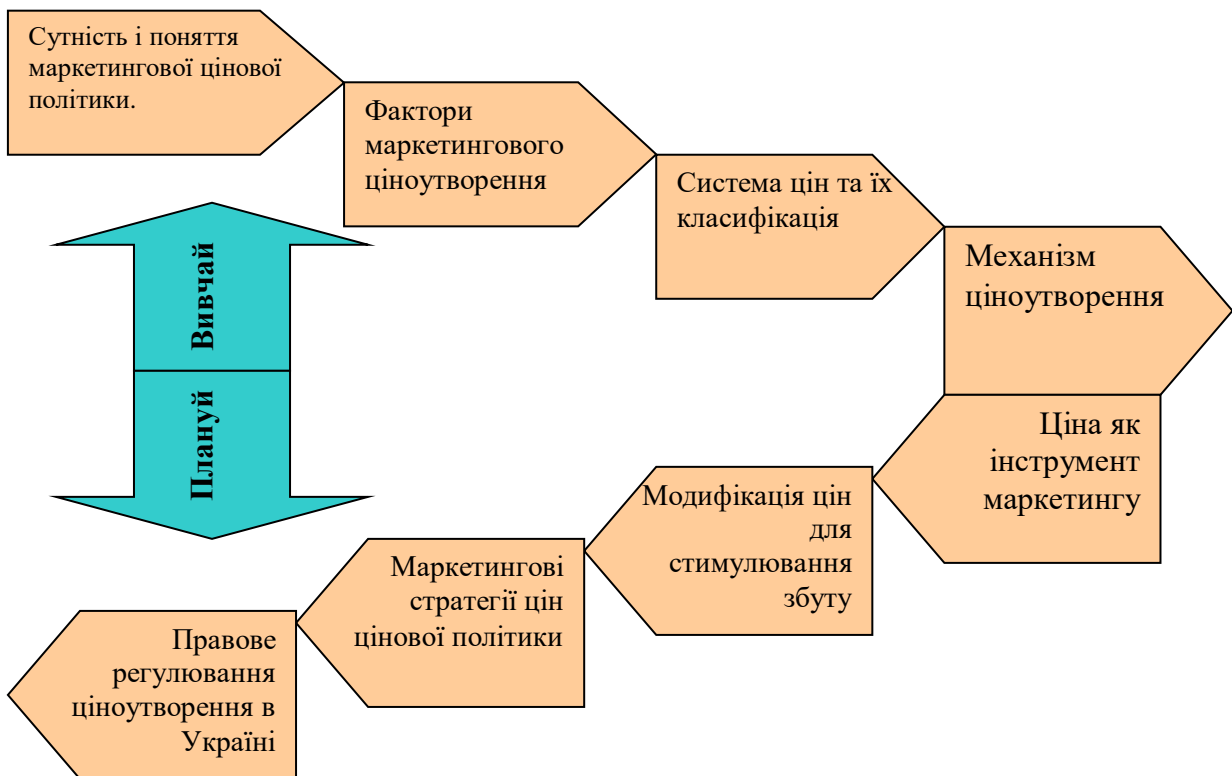 Сутність і поняття
маркетингової цінової
політики.
Фактори
маркетингового
ціноутворення
Система цін та їх
класифікація
Механізм
ціноутворення
Вивчай
Плануй
Ціна як
інструмент
маркетингу
Модифікація цін
для
стимулювання
збуту
Маркетингові
стратегії цін
цінової політики
Правове
регулювання
ціноутворення в
Україні